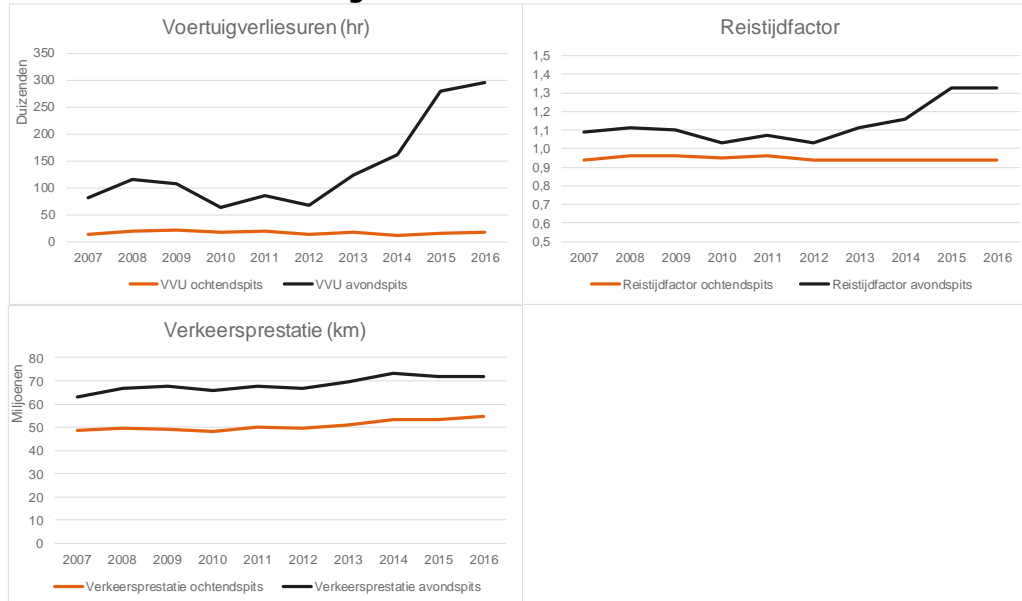 Voertuigverliesuren (hr)
Duizenden
350
300
250
200
150
100
50
0
2007 2008 2009 2010 2011 2012 2013 2014 2015 2016
VVU ochtendspits VVU avondspits
Reistijdfactor
1,5
1,4
1,3
1,2
1,1
1,0
0,9
0,8
0,7
0,6
0,5
2007 2008 2009 2010 2011 2012 2013 2014 2015 2016
Reistijdfactor ochtendspits Reistijdfactor avondspits
Verkeersprestatie (km)
Miljoenen
80
70
60
50
40
30
20
10
0
2007 2008 2009 2010 2011 2012 2013 2014 2015 2016
Verkeersprestatie ochtendspits Verkeersprestatie avondspits